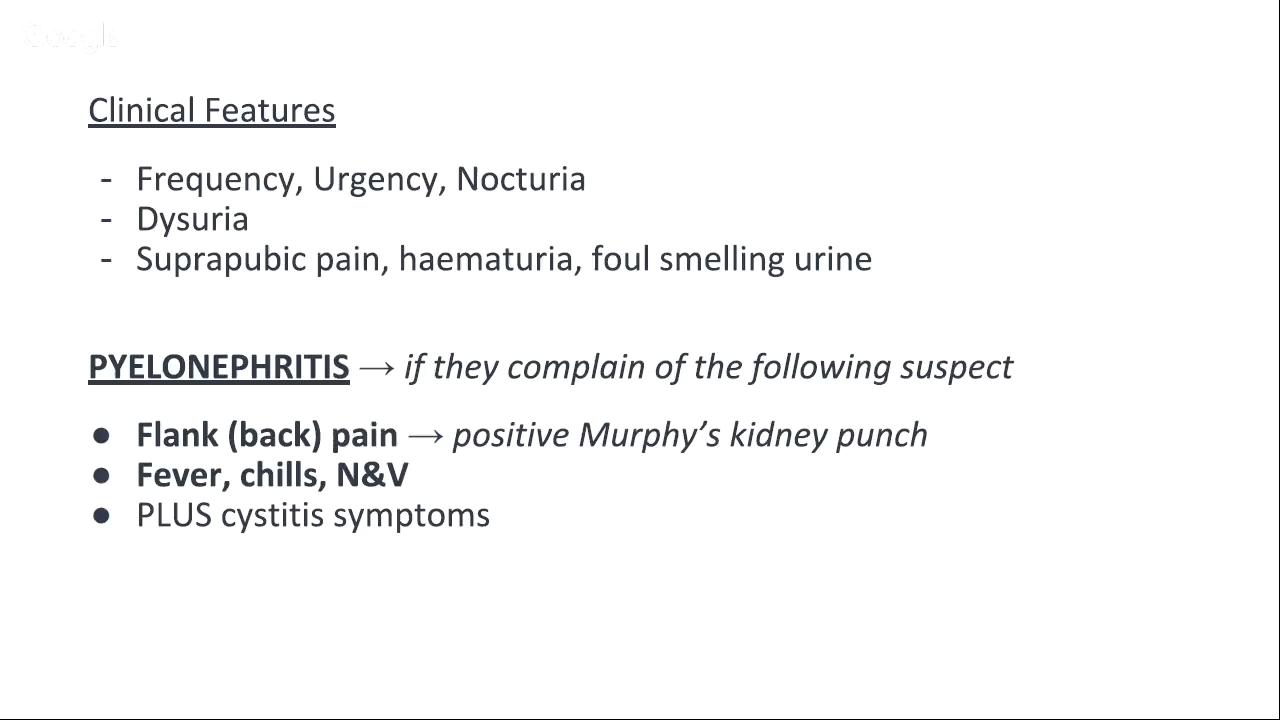 Clinical Features
- Frequency, Urgency, Nocturia
- Dysuria
- Suprapubic pain, haematuria, foul smelling urine
PYELONEPHRITIS → if they complain of the following suspect
● Flank (back) pain → positive Murphy’s kidney punch
● Fever, chills, N&V
● PLUS cystitis symptoms